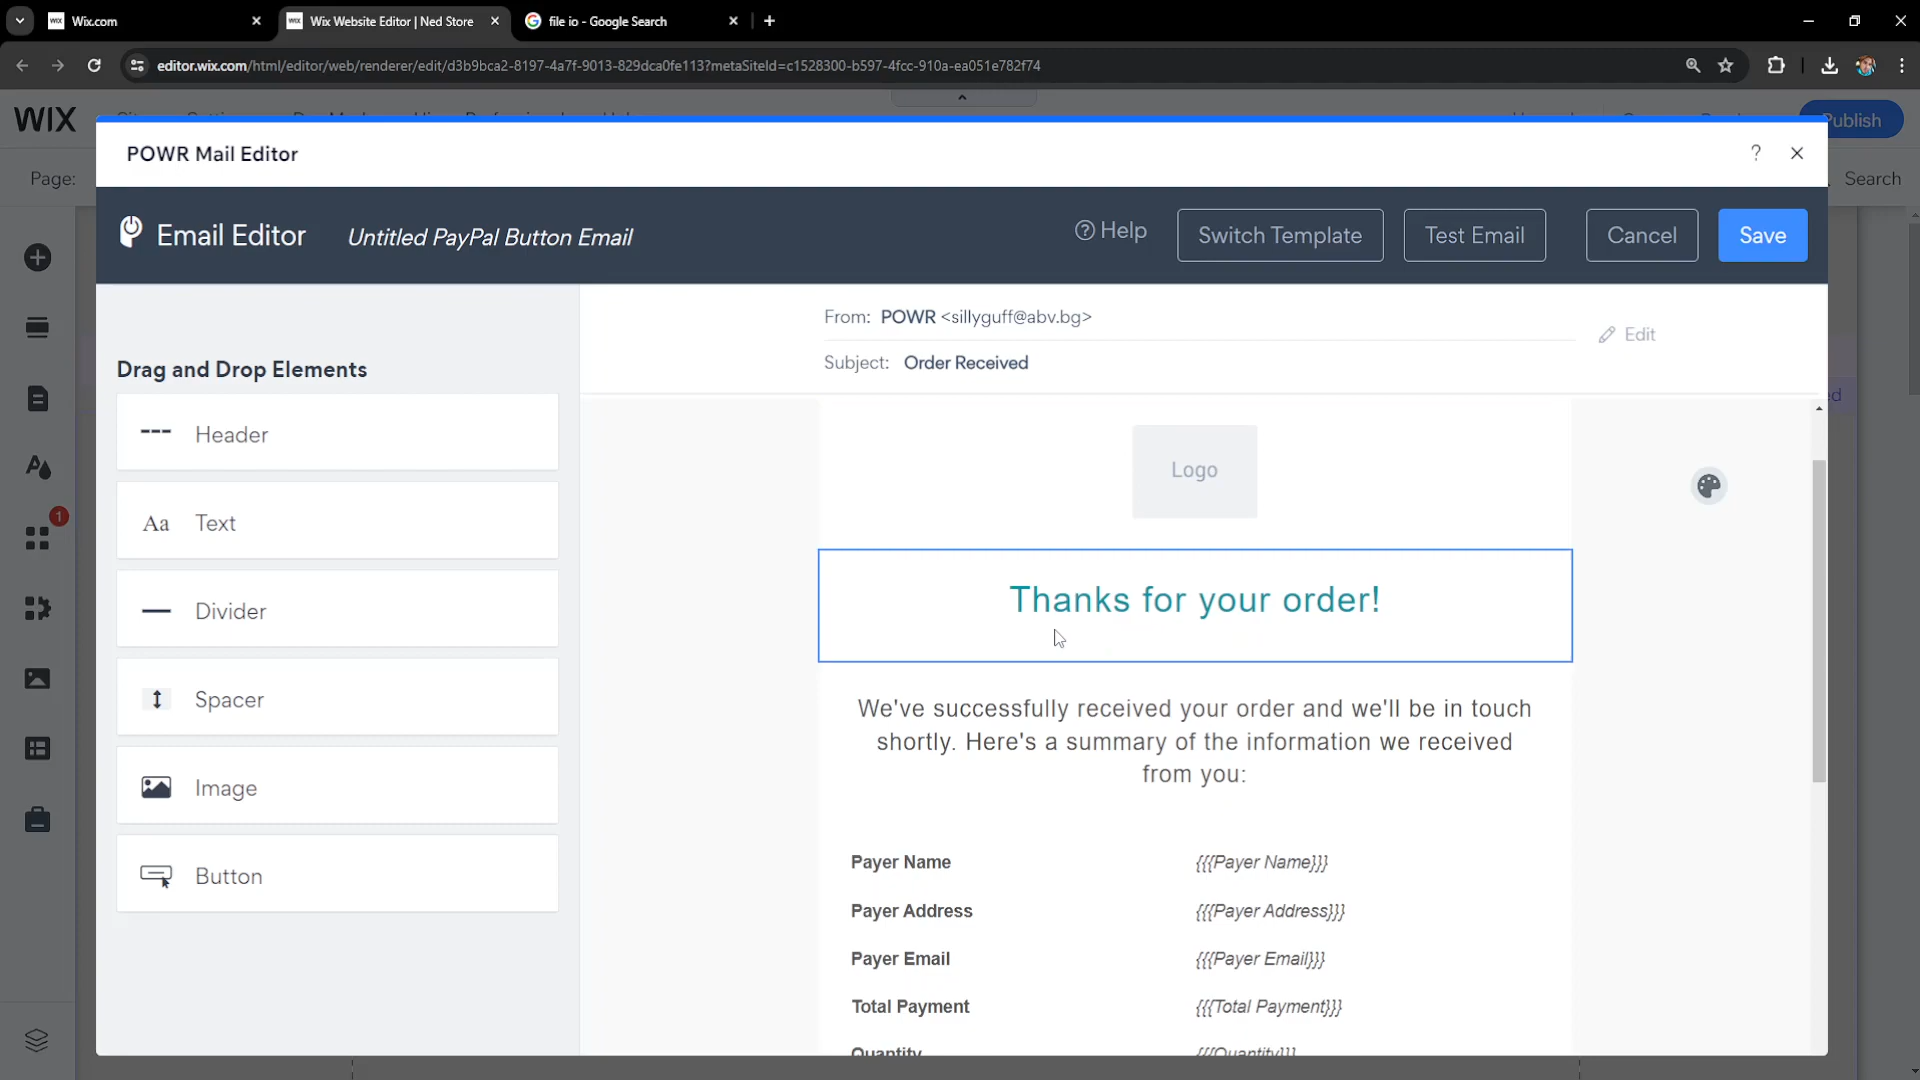 Wix.com
Wix Website Editor | Ned Store
file io - Google Search
editor.wix.com/html/editor/web/renderer/edit/d3b9bca2-8197-4a7f-9013-829dca0fe113?metaSiteId=c1528300-b597-4fcc-910a-ea051e782f74
WIX
Publish
Page:
Search
POWR Mail Editor
?
Email Editor
Untitled PayPal Button Email
? Help
Switch Template
Test Email
Cancel
Save
From: POWR <sillyguff@abv.bg>
Edit
Subject: Order Received
Drag and Drop Elements
Header
Aa Text
Divider
Spacer
Image
Button
1
Logo
Thanks for your order!
We've successfully received your order and we'll be in touch
shortly. Here's a summary of the information we received
from you:
Payer Name {{{Payer Name}}}
Payer Address {{{Payer Address}}}
Payer Email {{{Payer Email}}}
Total Payment {{{Total Payment}}}
Quantity {{{Quantity}}}